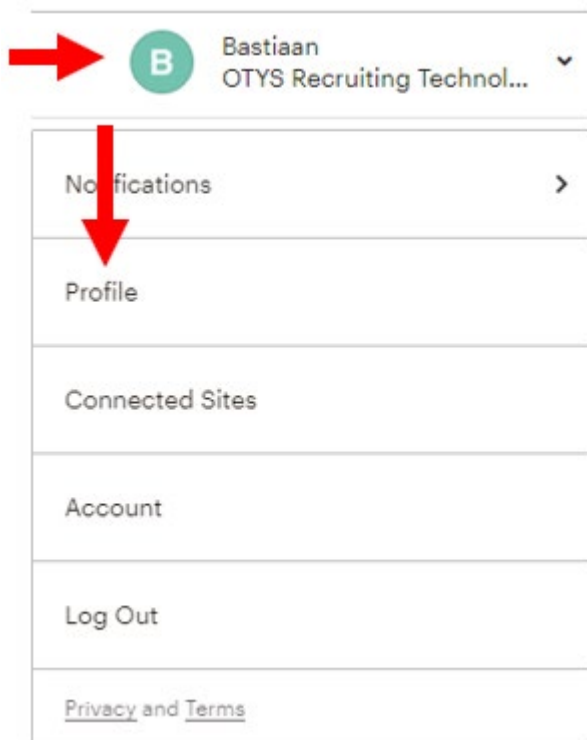 B
Bastiaan
OTYS Recruiting Technol...
Notifications
Profile
Connected Sites
Account
Log Out
Privacy and Terms